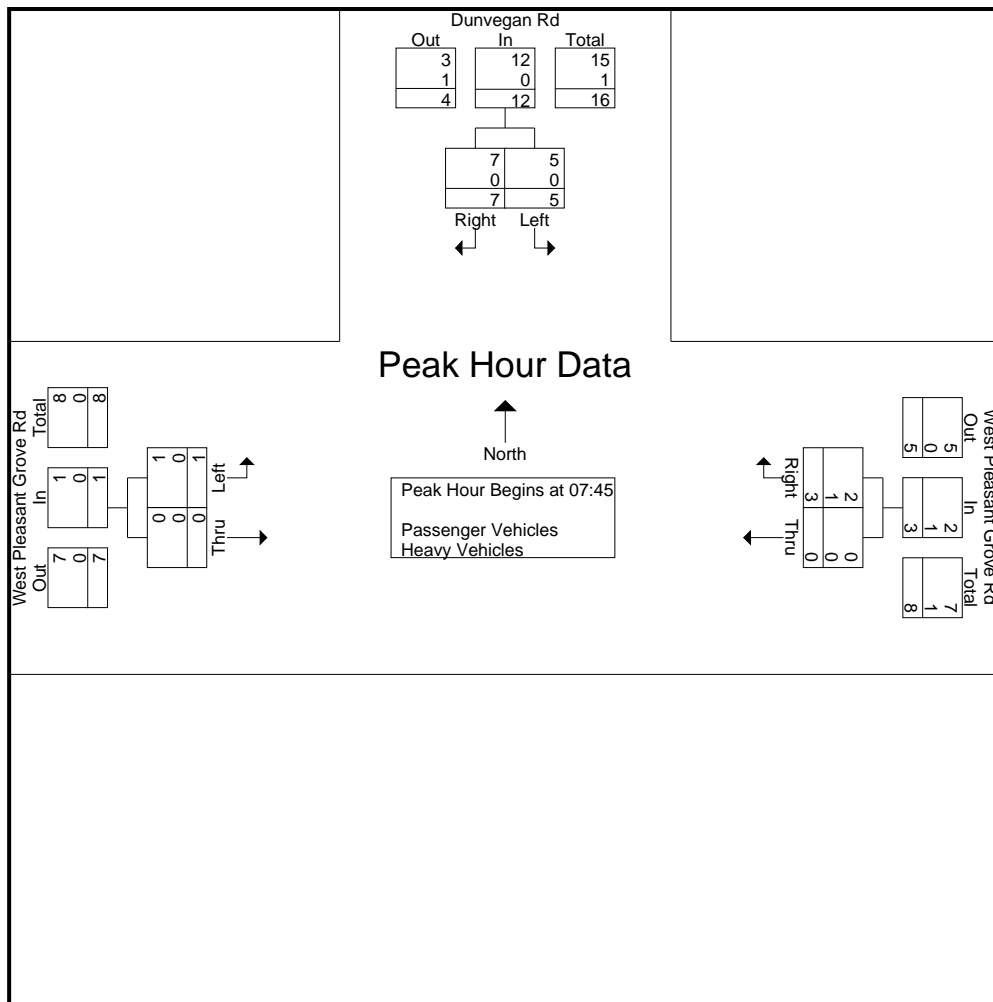 Dunvegan Rd
Out In Total
3 12 15
1 0 1
4 12 16
7 5
0 0
7 5
Right Left
Peak Hour Data
North
Peak Hour Begins at 07:45
Passenger Vehicles
Heavy Vehicles
West Pleasant Grove Rd
Out In Total
7 1 8
0 0 0
7 1 8
1 0
0 0
1 0
Left Thru
West Pleasant Grove Rd
Out In Total
5 2 7
0 1 1
5 3 8
2 0
1 0
3 0
Right Thru